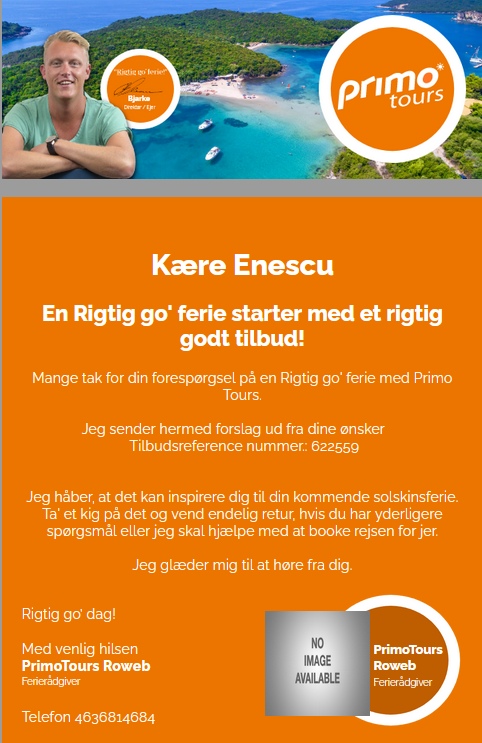 "Rigtig go' ferie!"
Bjarke
Direktør / Ejer
primo*
tours
Kære Enescu
En Rigtig go' ferie starter med et rigtig
godt tilbud!
Mange tak for din forespørgsel på en Rigtig go' ferie med Primo
Tours.
Jeg sender hermed forslag ud fra dine ønsker
Tilbudsreference nummer.: 622559
Jeg håber, at det kan inspirere dig til din kommende solskinsferie.
Ta' et kig på det og vend endelig retur, hvis du har yderligere
spørgsmål eller jeg skal hjælpe med at booke rejsen for jer.
Jeg glæder mig til at høre fra dig.
Rigtig go' dag!
Med venlig hilsen
PrimoTours Roweb
Ferierådgiver
Telefon 4636814684
NO
IMAGE
AVAILABLE
PrimoTours
Roweb
Ferierådgiver